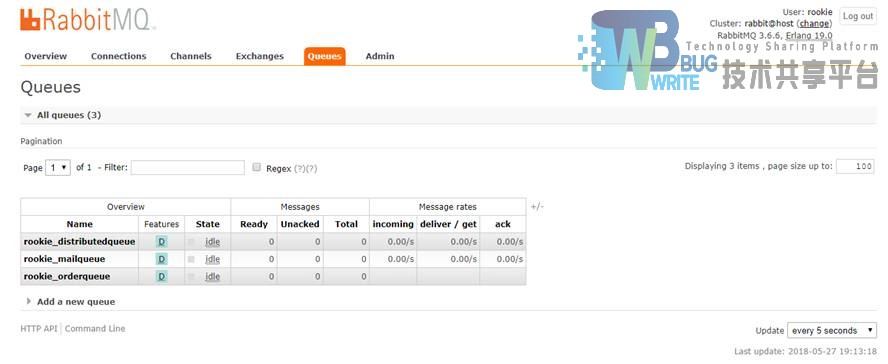 RabbitMQ
User: rookie
Cluster: rabbit@host (change)
RabbitMQ 3.6.6, Erlang 19.0
Log out
Technology Sharing Platform
BUG
WRITE
技术共享平台
Overview Connections Channels Exchanges Queues Admin
Queues
All queues (3)
Pagination
Page 1 of 1 - Filter: Regex (?)(?)
Displaying 3 items , page size up to: 100
Overview Messages Message rates +/-
Name Features State Ready Unacked Total incoming deliver / get ack
rookie_distributedqueue D idle 0 0 0 0.00/s 0.00/s 0.00/s
rookie_mailqueue D idle 0 0 0 0.00/s 0.00/s 0.00/s
rookie_orderqueue D idle 0 0 0
Add a new queue
HTTP API Command Line
Update every 5 seconds
Last update: 2018-05-27 19:13:18